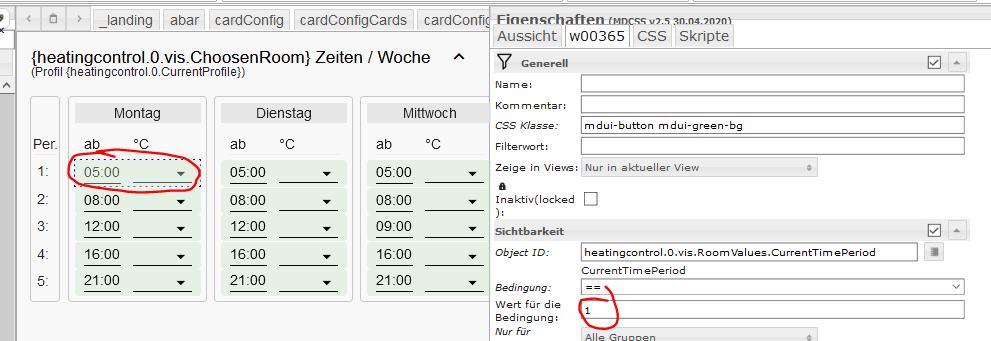 _landing abar cardConfig cardConfigCards cardConf
{heatingcontrol.0.vis.ChoosenRoom} Zeiten / Woche
(Profil {heatingcontrol.0.CurrentProfile})
Montag Dienstag Mittwoch
Per. ab °C ab °C ab °C
1: 05:00 05:00 05:00
2: 08:00 08:00 08:00
3: 12:00 12:00 09:00
4: 16:00 16:00 16:00
5: 21:00 21:00 21:00
Eigenschaften (MDCSS v2.5 30.04.2020)
Aussicht w00365 CSS Skripte
Generell
Name:
Kommentar:
CSS Klasse: mdui-button mdui-green-bg
Filterwort:
Zeige in Views: Nur in aktueller View
Inaktiv(locked
):
Sichtbarkeit
Object ID: heatingcontrol.0.vis.RoomValues.CurrentTimePeriod
CurrentTimePeriod
Bedingung: ==
Wert für die
Bedingung: 1
Nur für Alle Gruppen